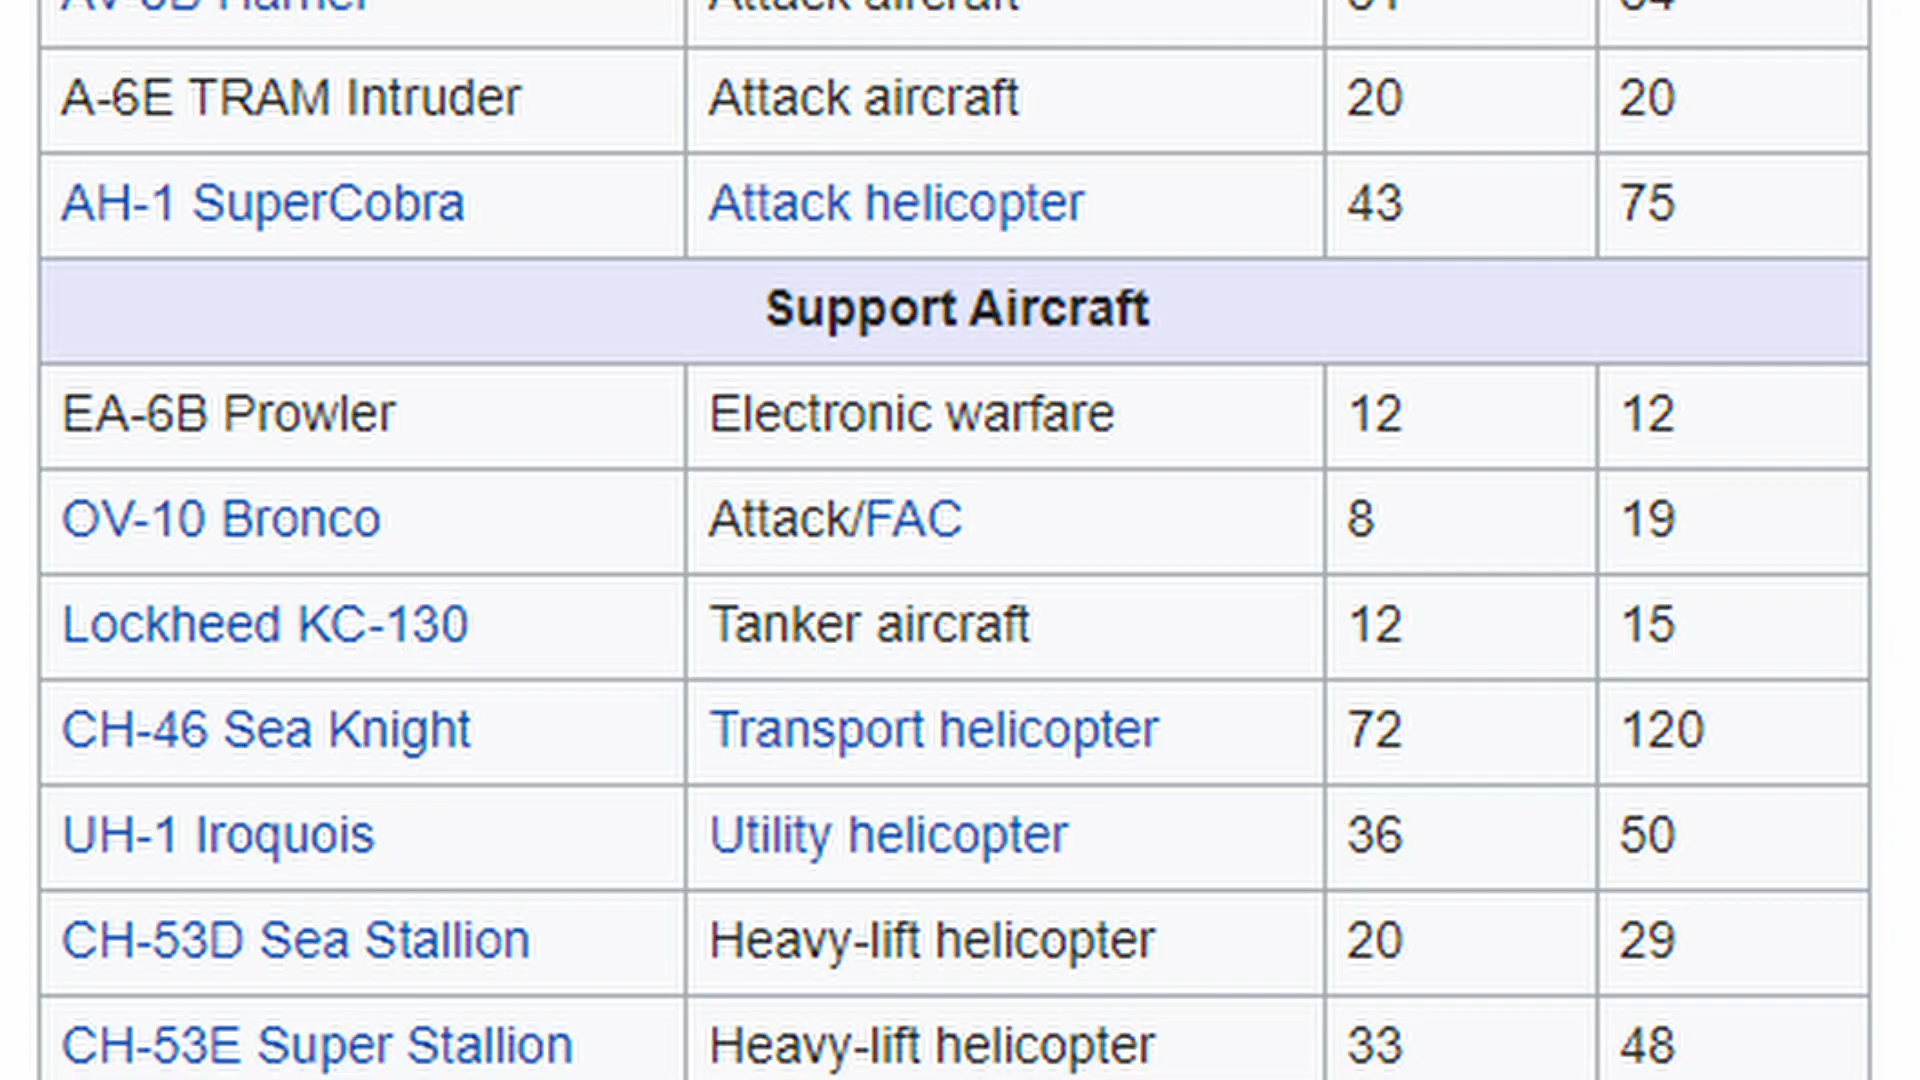 A-6E TRAM Intruder Attack aircraft 20 20
AH-1 SuperCobra Attack helicopter 43 75
Support Aircraft
EA-6B Prowler Electronic warfare 12 12
OV-10 Bronco Attack/FAC 8 19
Lockheed KC-130 Tanker aircraft 12 15
CH-46 Sea Knight Transport helicopter 72 120
UH-1 Iroquois Utility helicopter 36 50
CH-53D Sea Stallion Heavy-lift helicopter 20 29
CH-53E Super Stallion Heavy-lift helicopter 33 48